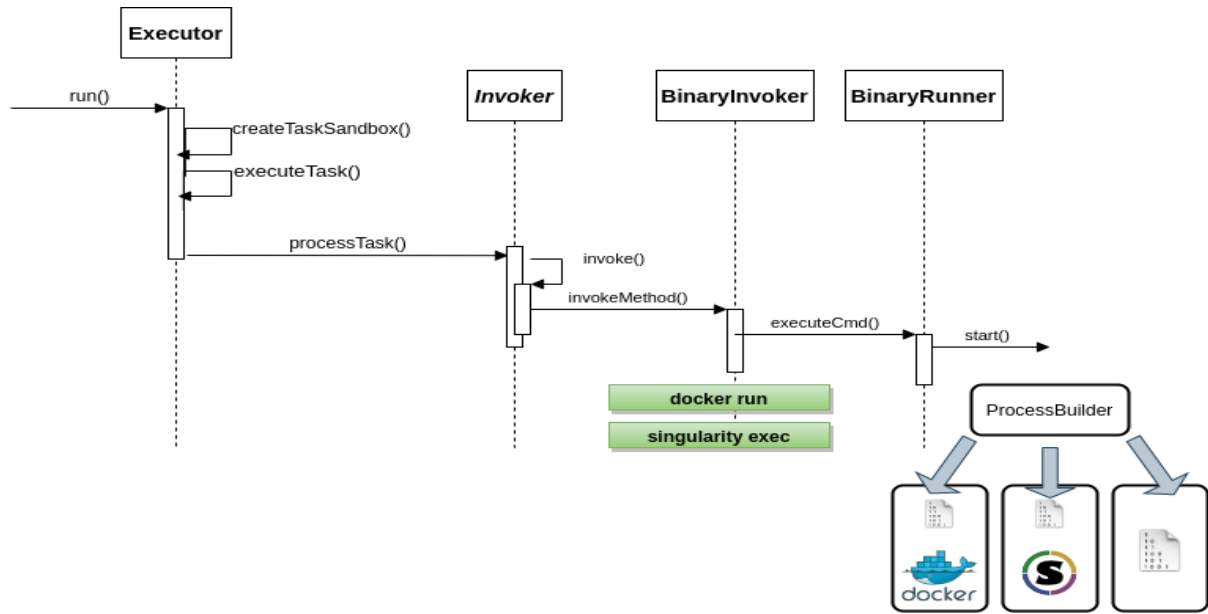 Executor
Invoker
BinaryInvoker
BinaryRunner
run()
createTaskSandbox()
executeTask()
processTask()
invoke()
invokeMethod()
executeCmd()
start()
docker run
singularity exec
ProcessBuilder
docker
S